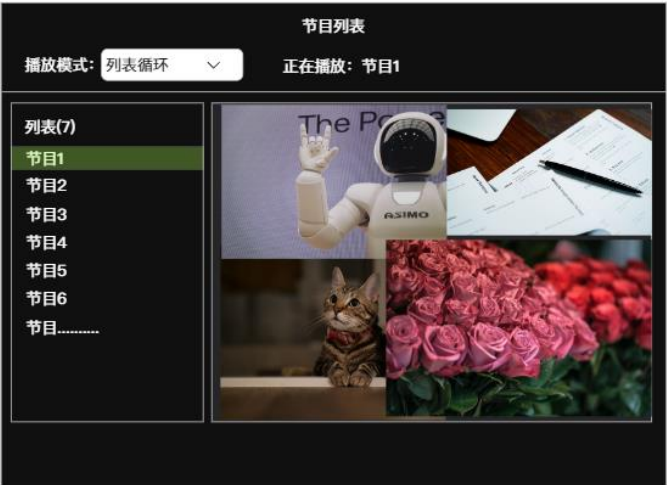 节目列表
播放模式：列表循环
正在播放：节目1
列表(7)
节目1
节目2
节目3
节目4
节目5
节目6
节目..........
The
ASIMO